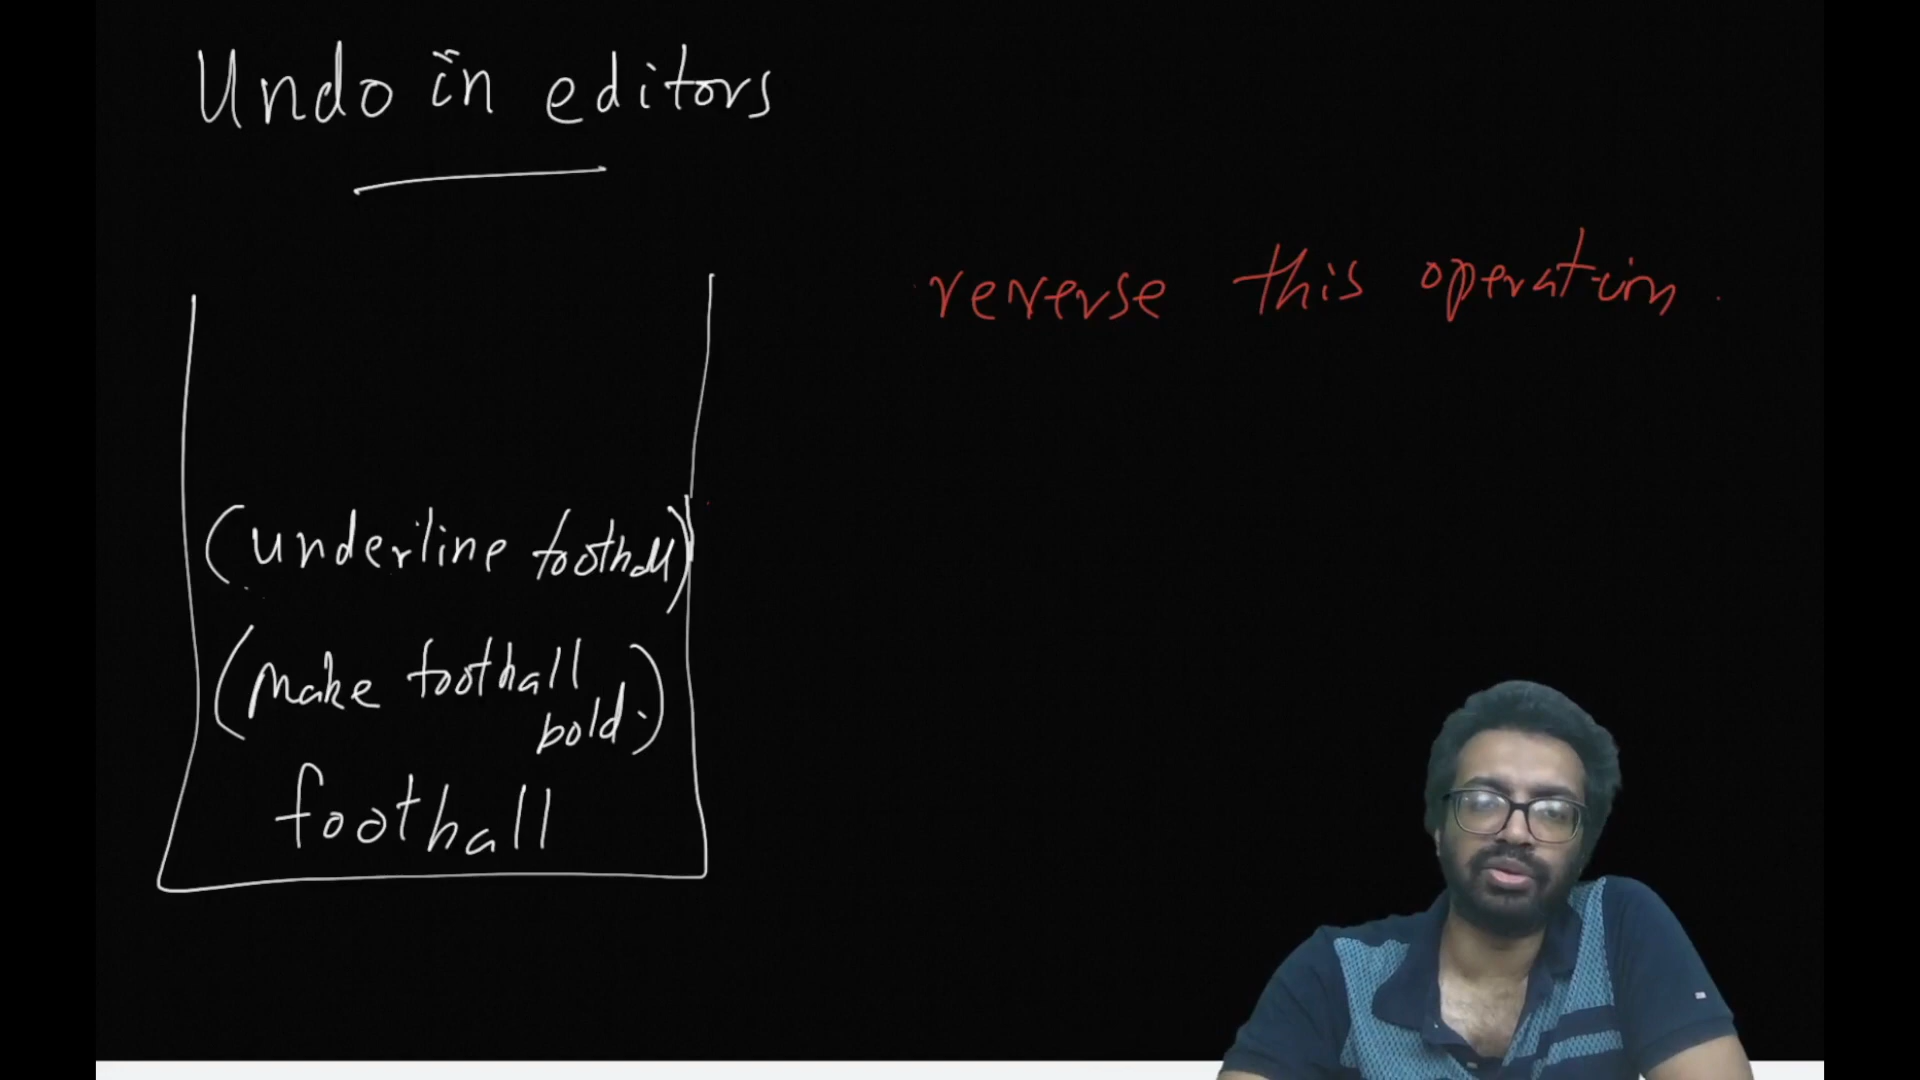 Undo in editors
reverse this operation.
(underline football)
(make football
bold.)
football